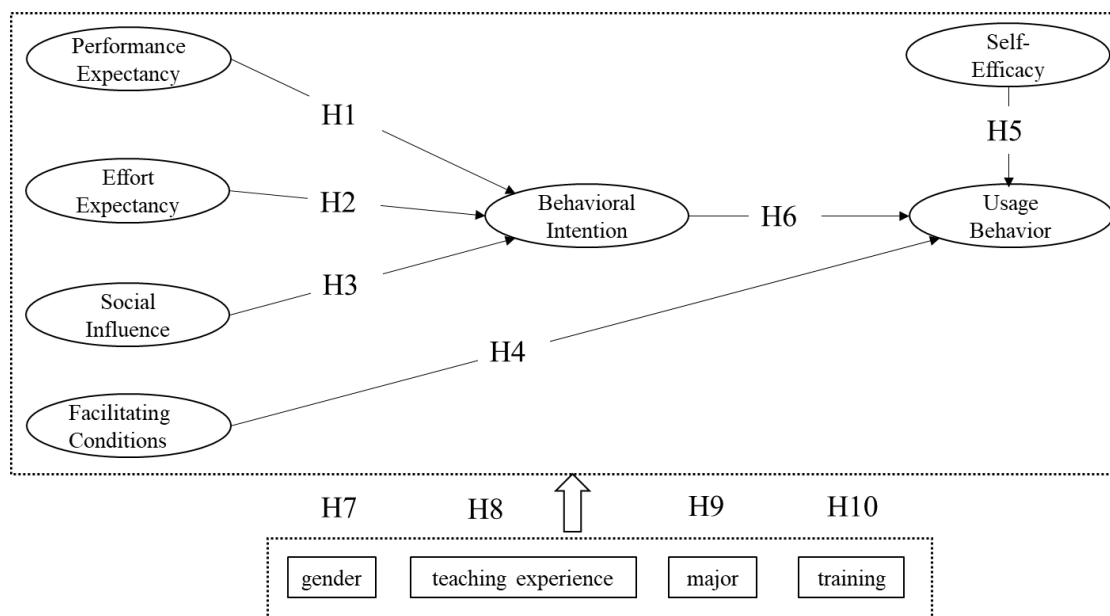 Performance
Expectancy
Self-
Efficacy
H1
H5
Effort
Expectancy
H2
Behavioral
Intention
H6
Usage
Behavior
H3
Social
Influence
H4
Facilitating
Conditions
H7
H8
H9
H10
gender
teaching experience
major
training